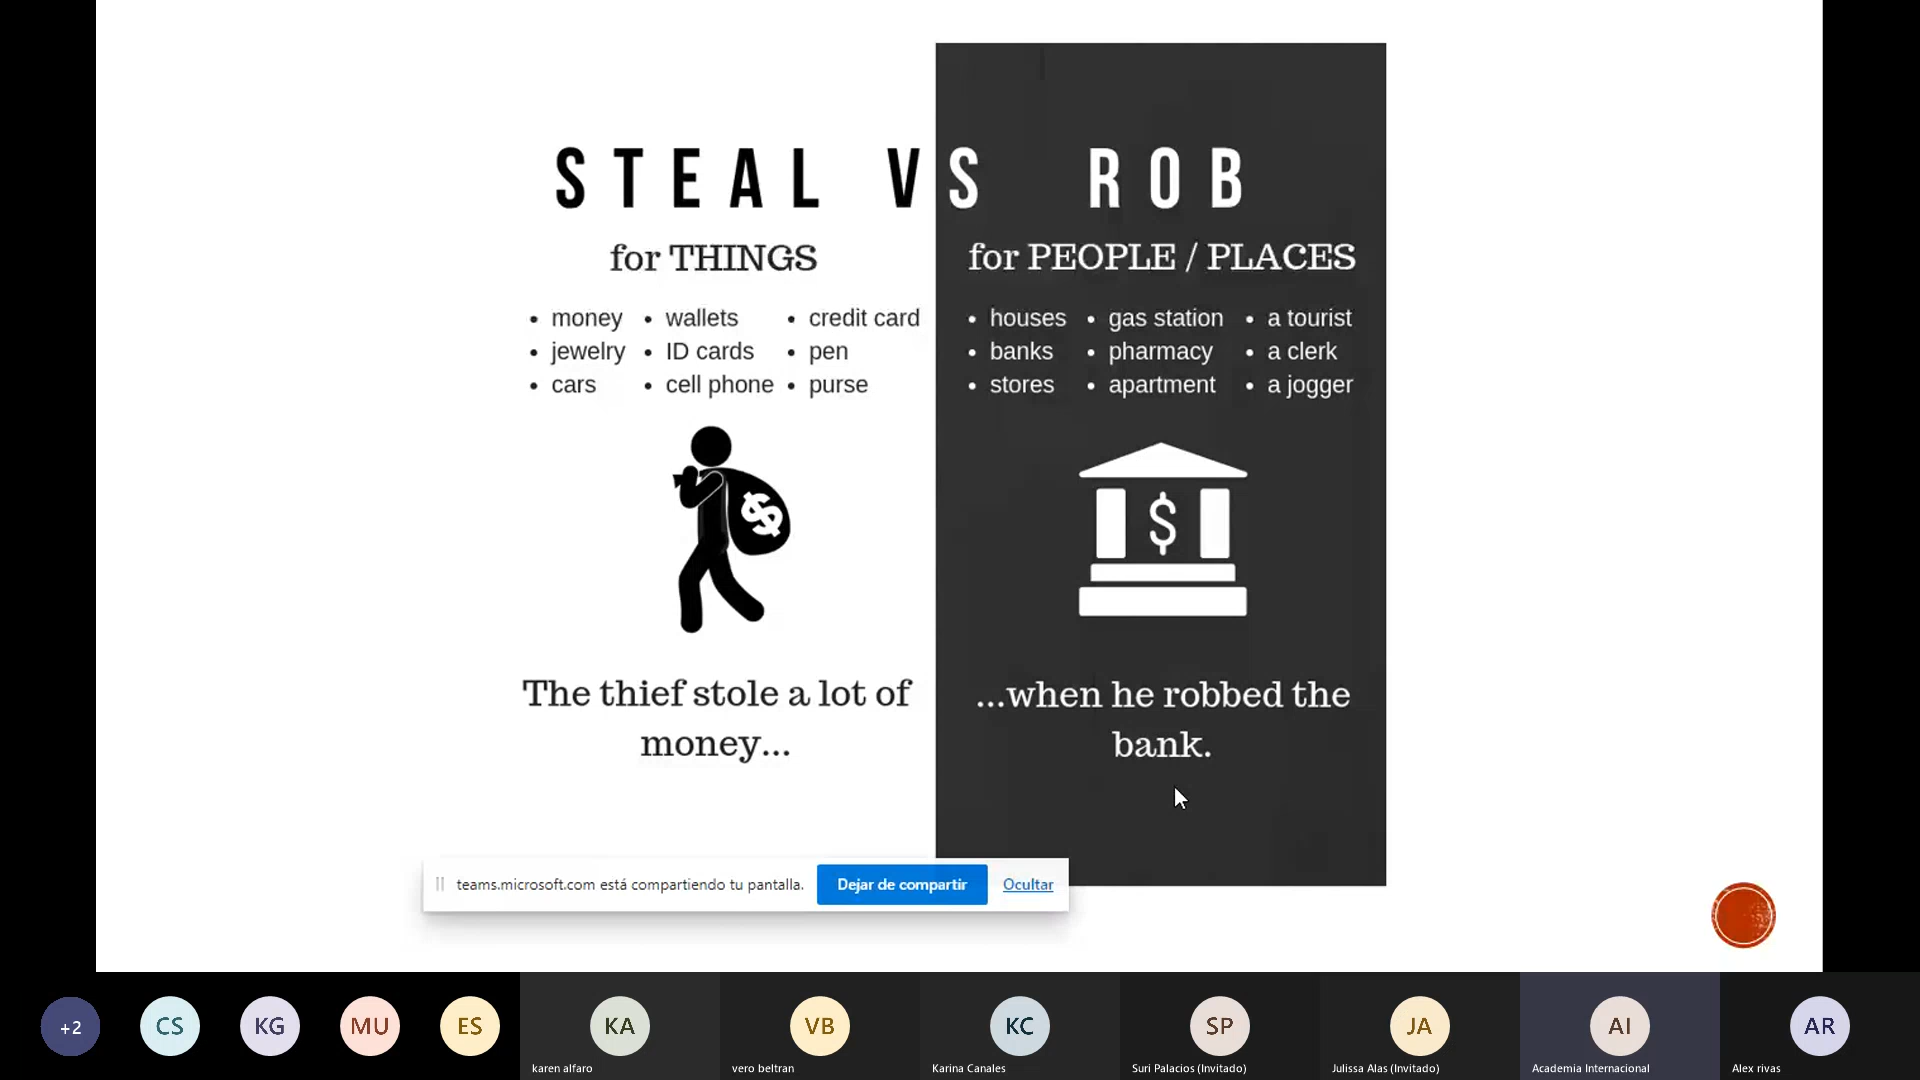 STEAL VS ROB
for THINGS
• money • wallets • credit card
• jewelry • ID cards • pen
• cars • cell phone • purse
$
The thief stole a lot of
money...
for PEOPLE / PLACES
• houses • gas station • a tourist
• banks • pharmacy • a clerk
• stores • apartment • a jogger
$
...when he robbed the
bank.
teams.microsoft.com está compartiendo tu pantalla. Dejar de compartir Ocultar
+2 CS KG MU ES KA VB KC SP JA AI AR
karen alfaro vero beltran Karina Canales Suri Palacios (Invitado) Julissa Alas (Invitado) Academia Internacional Alex rivas